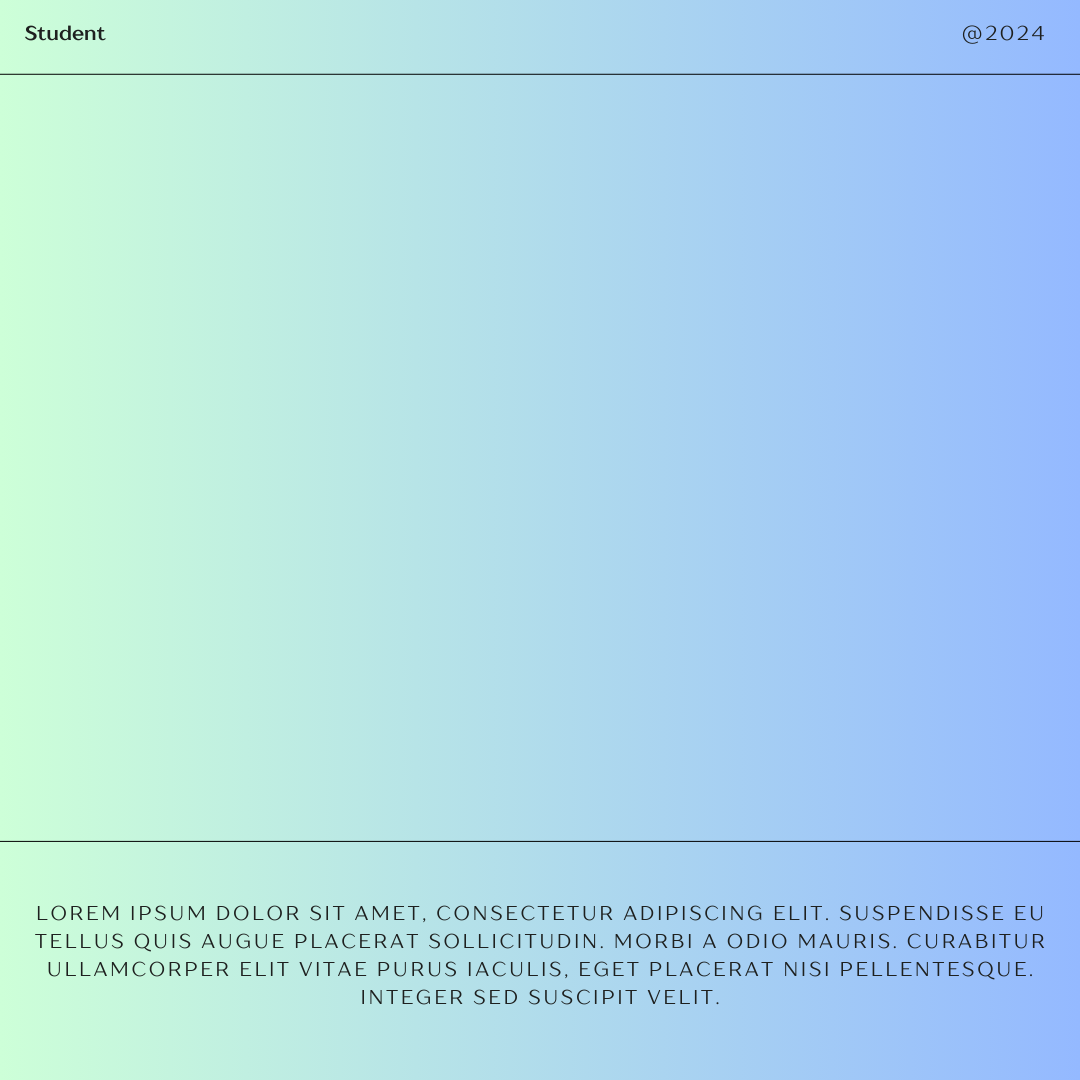 Student
@2024
LOREM IPSUM DOLOR SIT AMET, CONSECTETUR ADIPISCING ELIT. SUSPENDISSE EU
TELLUS QUIS AUGUE PLACERAT SOLLICITUDIN. MORBI A ODIO MAURIS. CURABITUR
ULLAMCORPER ELIT VITAE PURUS IACULIS, EGET PLACERAT NISI PELLENTESQUE.
INTEGER SED SUSCIPIT VELIT.